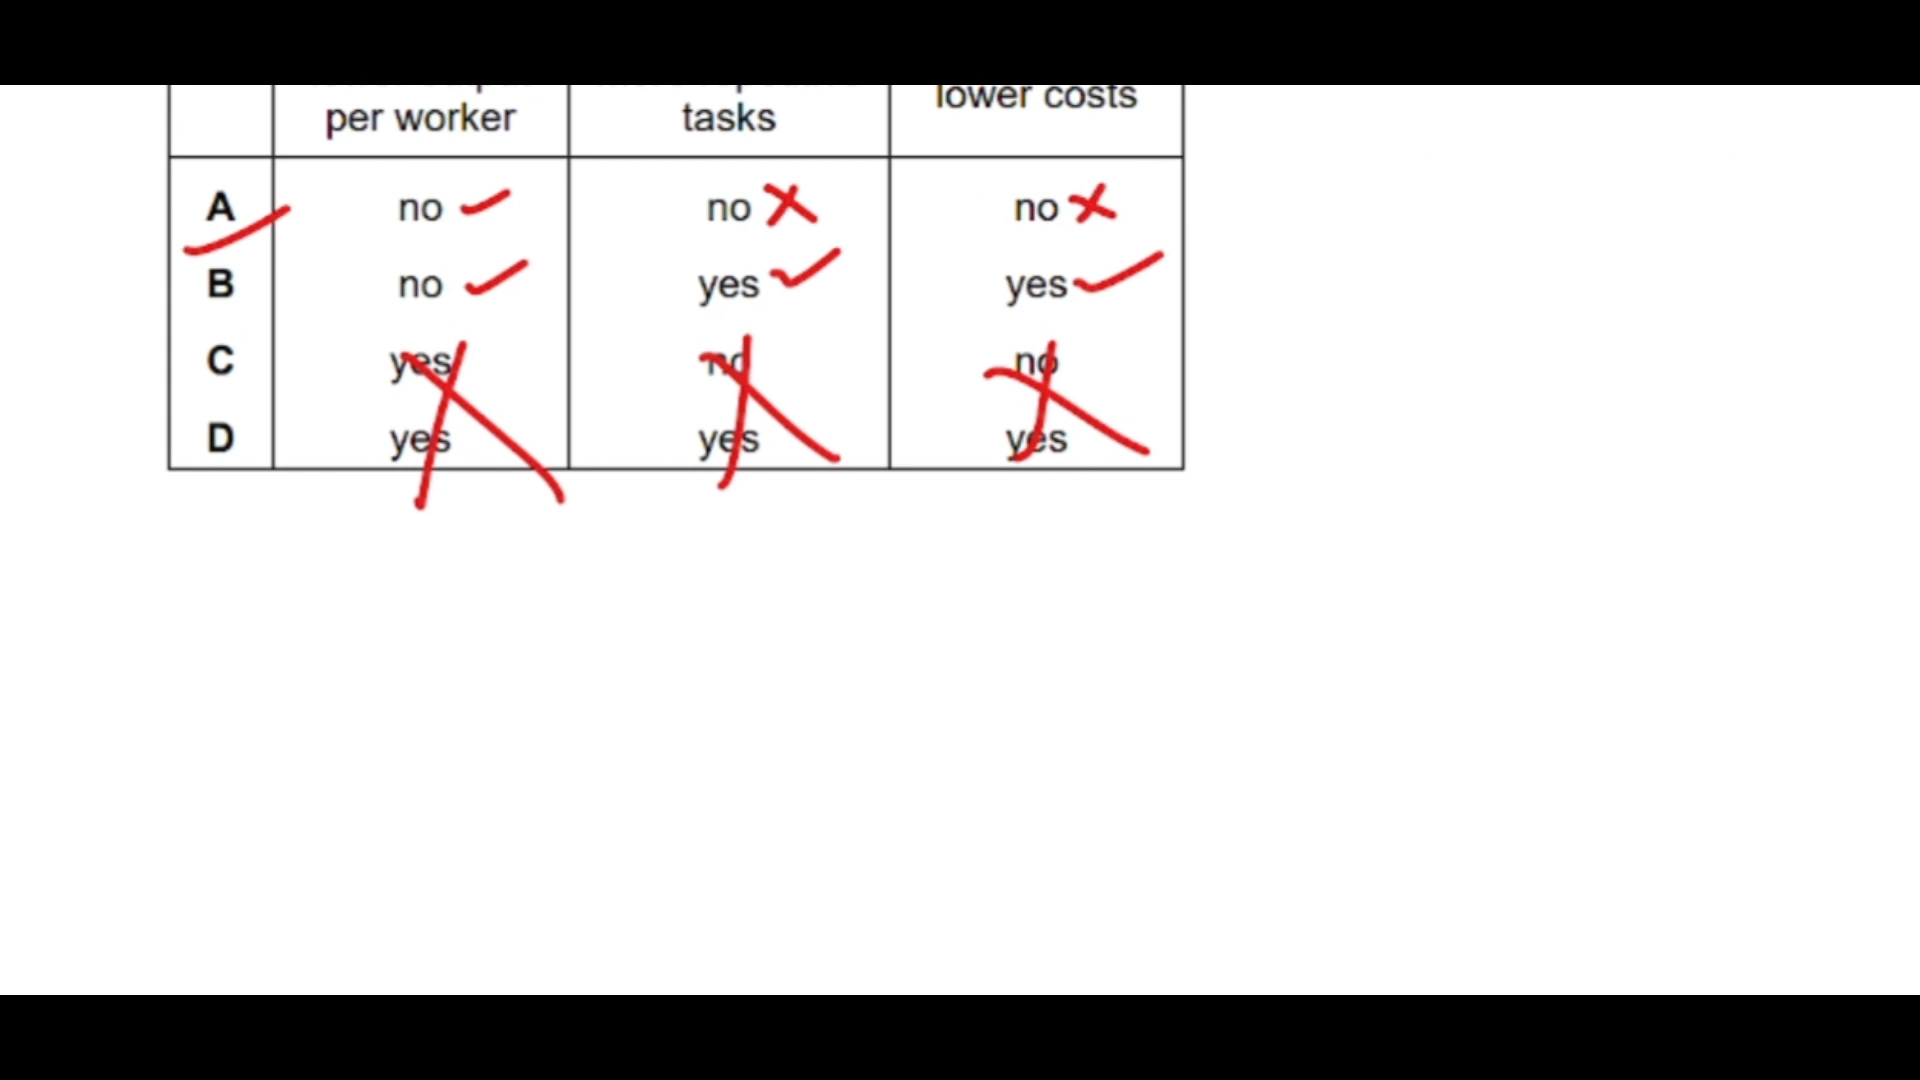 per worker tasks lower costs
A no no no
B no yes yes
C yes no no
D yes yes yes